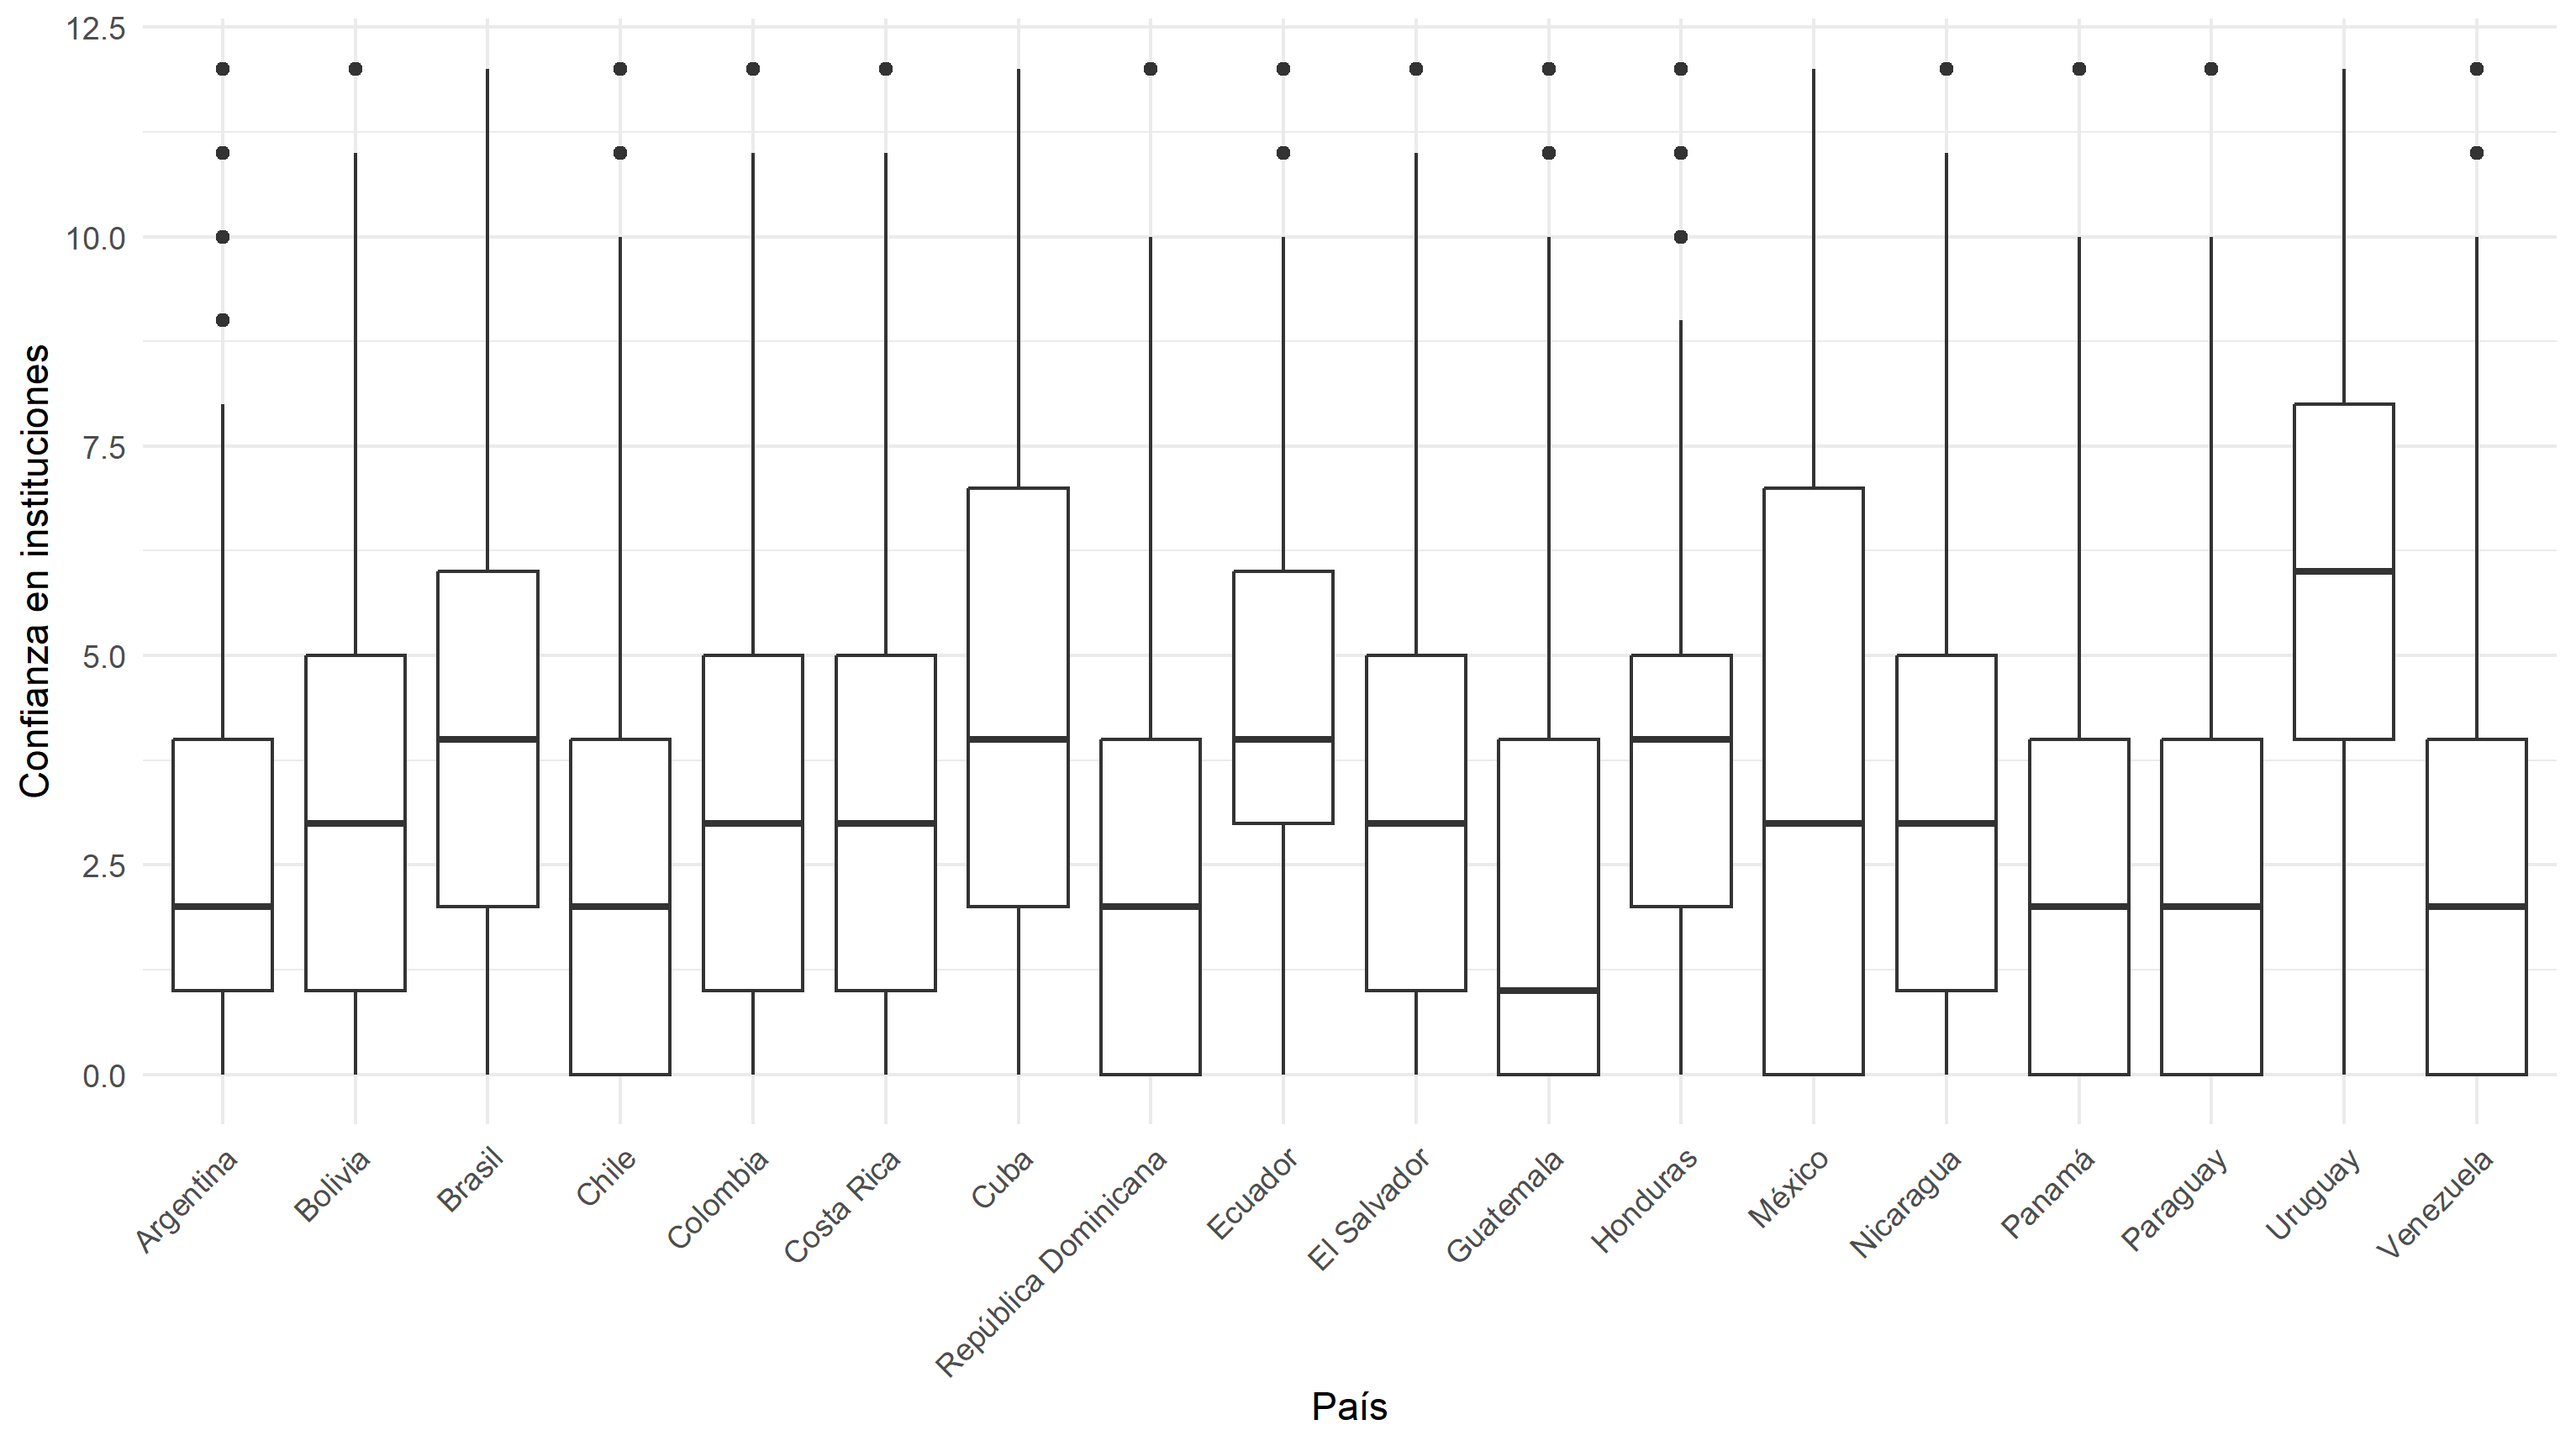 Confianza en instituciones
12.5
10.0
7.5
5.0
2.5
0.0
Argentina
Bolivia
Brasil
Chile
Colombia
Costa Rica
Cuba
República Dominicana
Ecuador
El Salvador
Guatemala
Honduras
México
Nicaragua
Panamá
Paraguay
Uruguay
Venezuela
País